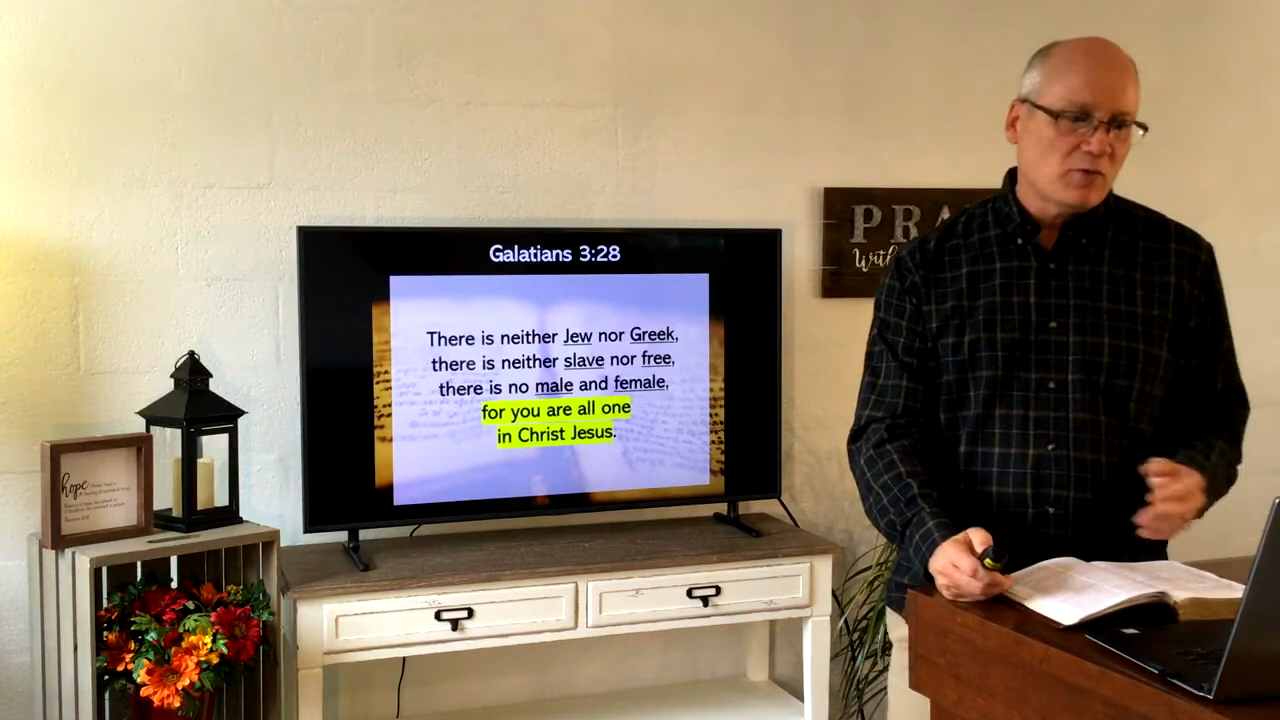 Galatians 3:28
There is neither Jew nor Greek,
there is neither slave nor free,
there is no male and female,
for you are all one
in Christ Jesus.
PRA
With
hope